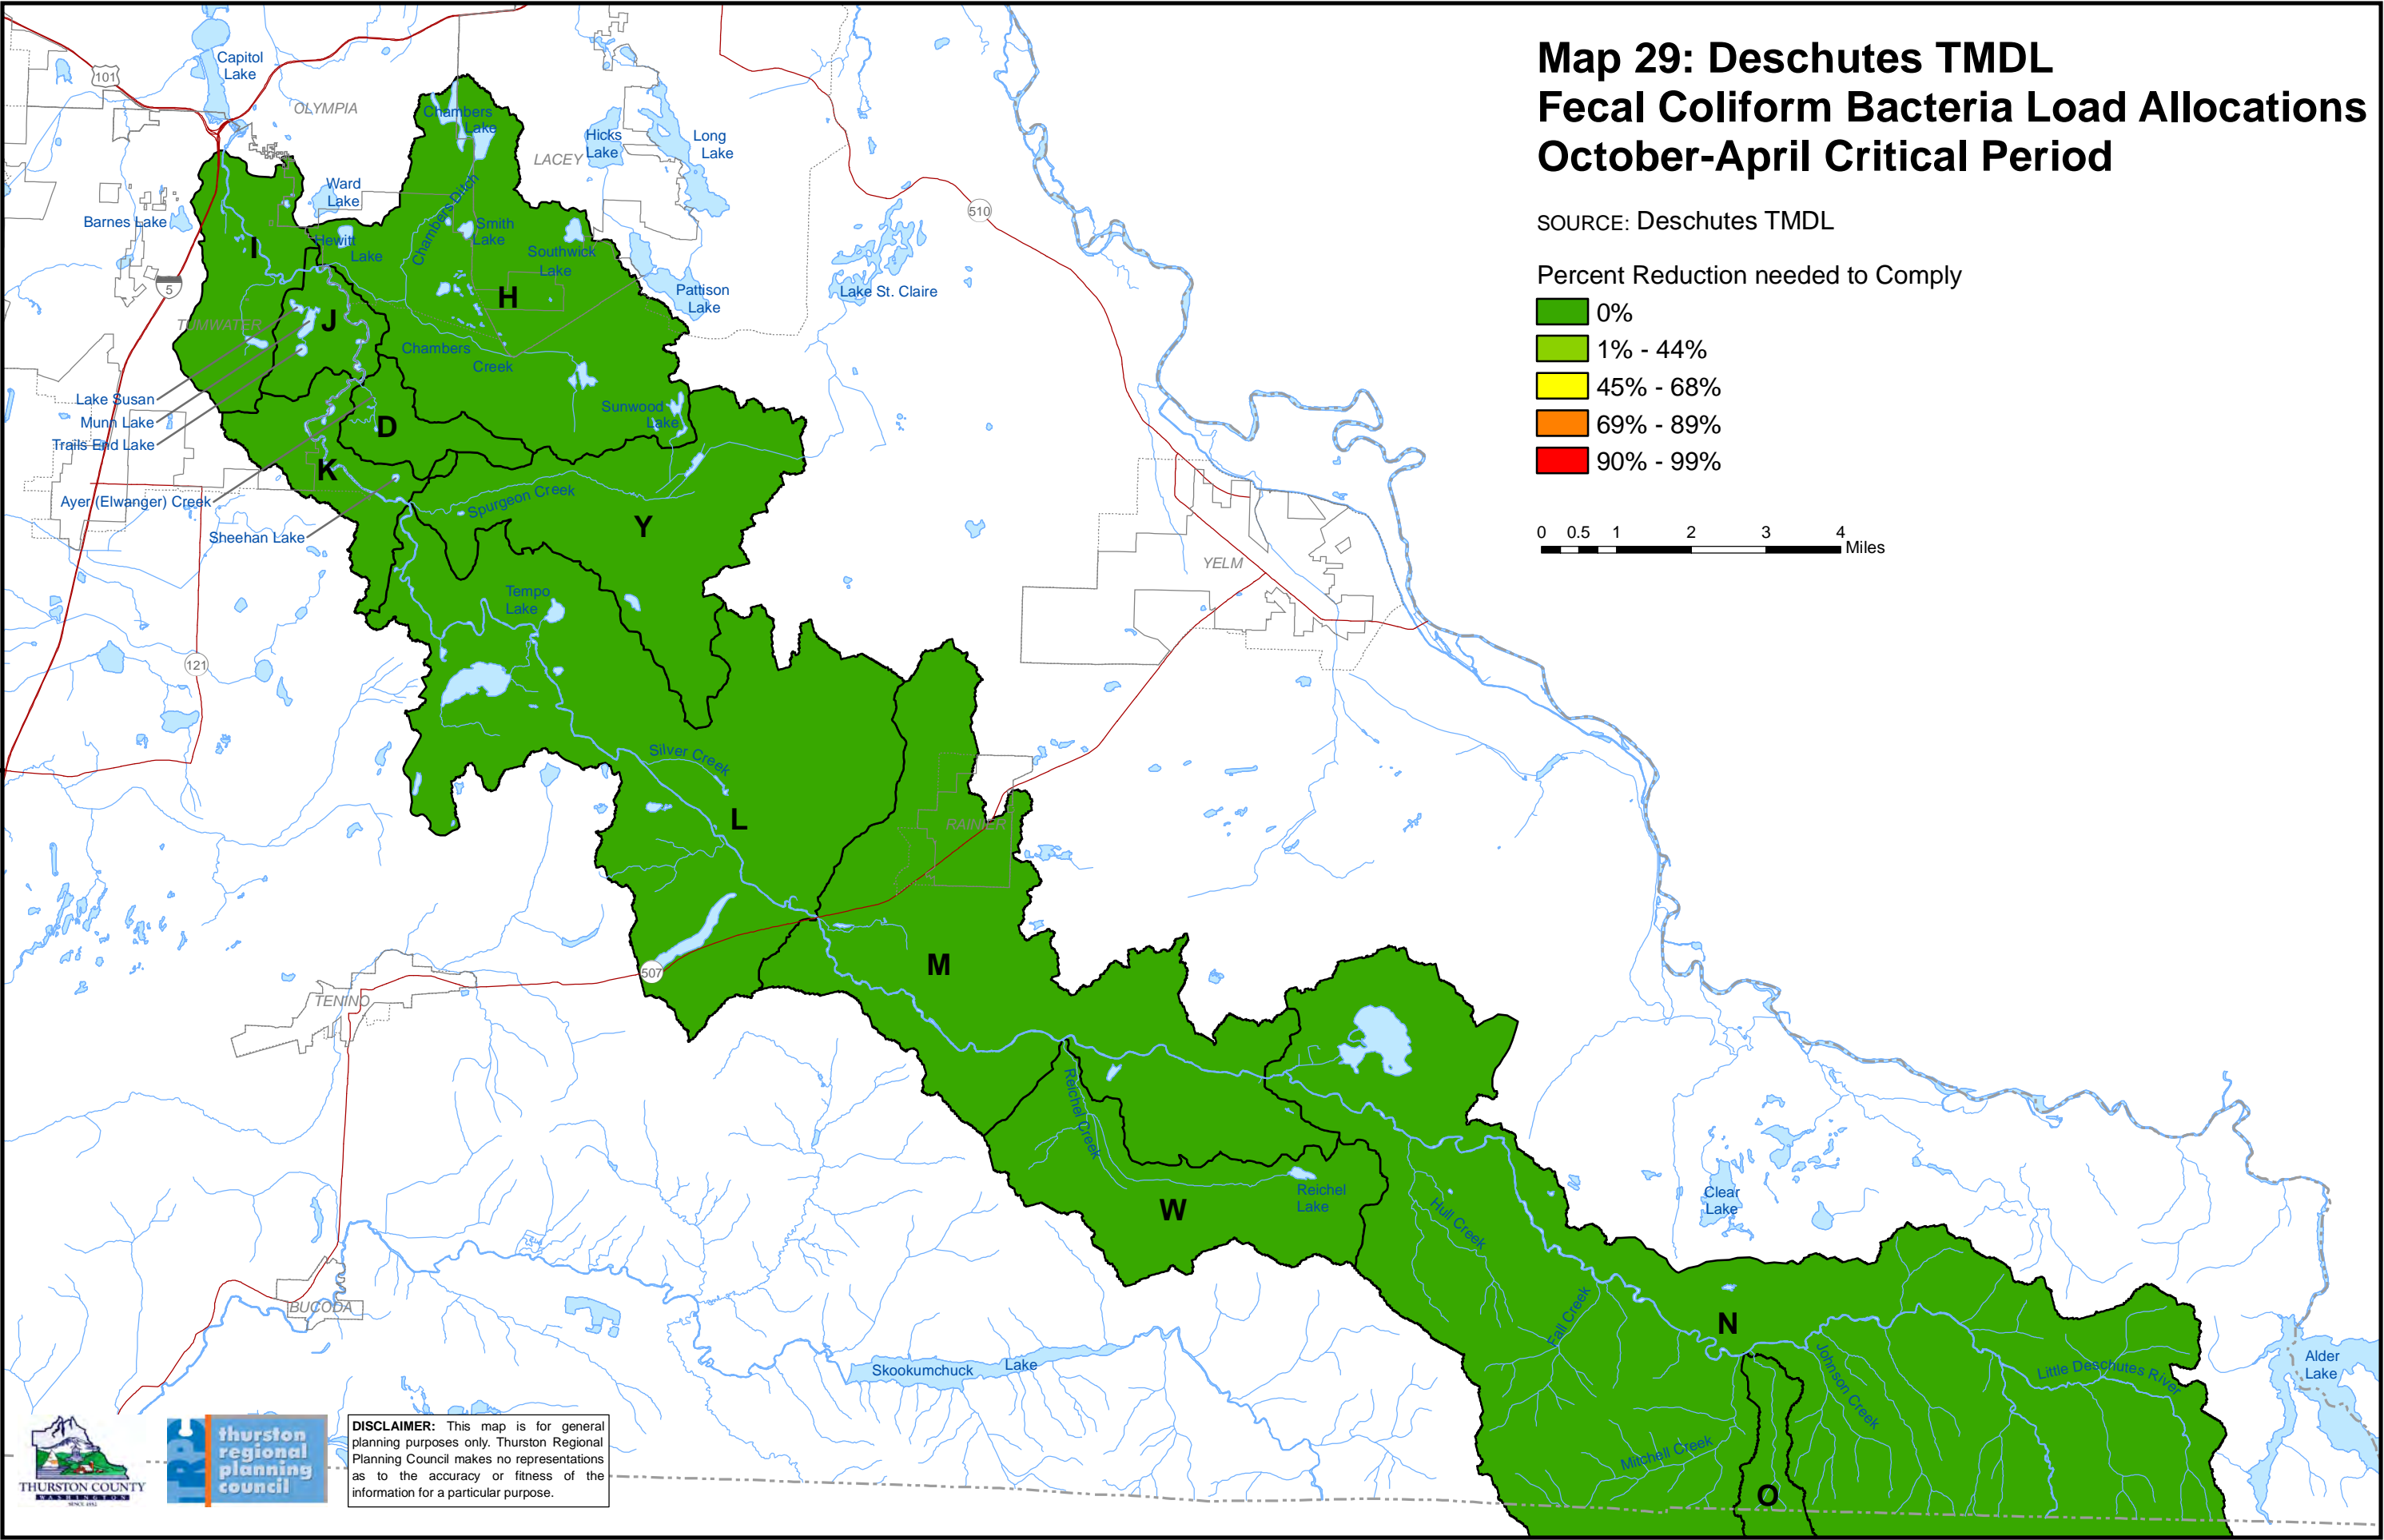 Map 29: Deschutes TMDL
Fecal Coliform Bacteria Load Allocations
October-April Critical Period
SOURCE: Deschutes TMDL
Percent Reduction needed to Comply
0%
1% - 44%
45% - 68%
69% - 89%
90% - 99%
0 0.5 1 2 3 4
Miles
Capitol
Lake
101
OLYMPIA
Chambers
Lake
Hicks
Lake
Long
Lake
LACEY
Ward
Lake
Barnes Lake
Chambers Ditch
Smith
Lake
Hewitt
Lake
Southwick
Lake
510
I
H
5
Pattison
Lake
Lake St. Claire
TUMWATER
J
Chambers
Creek
Lake Susan
Munn Lake
Trails End Lake
Sunwood
Lake
D
K
Ayer (Elwanger) Creek
Spurgeon Creek
Y
Sheehan Lake
YELM
Tempo
Lake
121
Silver Creek
L
RAINIER
M
507
TENINO
Reichel Creek
Reichel
Lake
W
Clear
Lake
Hull Creek
BUCODA
Fall Creek
N
Johnson Creek
Little Deschutes River
Alder
Lake
Skookumchuck Lake
Mitchell Creek
O
THURSTON COUNTY
WASHINGTON
SINCE 1852
TRPC
thurston
regional
planning
council
DISCLAIMER: This map is for general
planning purposes only. Thurston Regional
Planning Council makes no representations
as to the accuracy or fitness of the
information for a particular purpose.